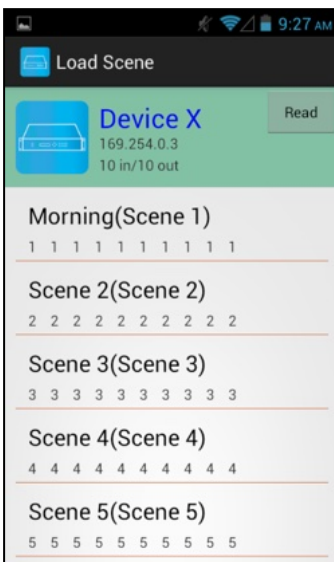 9:27 AM
Load Scene
Device X
Read
169.254.0.3
10 in/10 out
Morning(Scene 1)
1 1 1 1 1 1 1 1 1 1
Scene 2(Scene 2)
2 2 2 2 2 2 2 2 2 2
Scene 3(Scene 3)
3 3 3 3 3 3 3 3 3 3
Scene 4(Scene 4)
4 4 4 4 4 4 4 4 4 4
Scene 5(Scene 5)
5 5 5 5 5 5 5 5 5 5